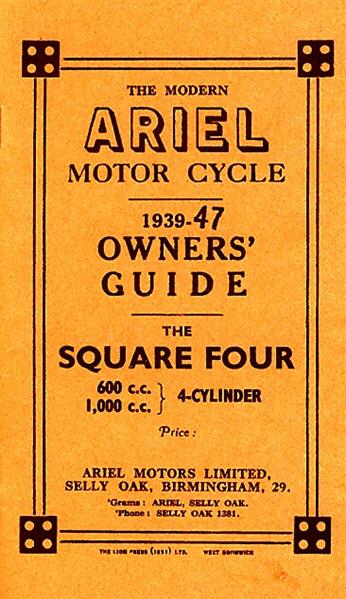 THE MODERN
ARIEL
MOTOR CYCLE
1939-47
OWNERS'
GUIDE
THE
SQUARE FOUR
600 c.c.
1,000 c.c. } 4-CYLINDER
Price :
ARIEL MOTORS LIMITED,
SELLY OAK, BIRMINGHAM, 29.
'Grams : ARIEL, SELLY OAK.
'Phone : SELLY OAK 1381.
THE LION PRESS (1931) LTD. WEST BROMWICH